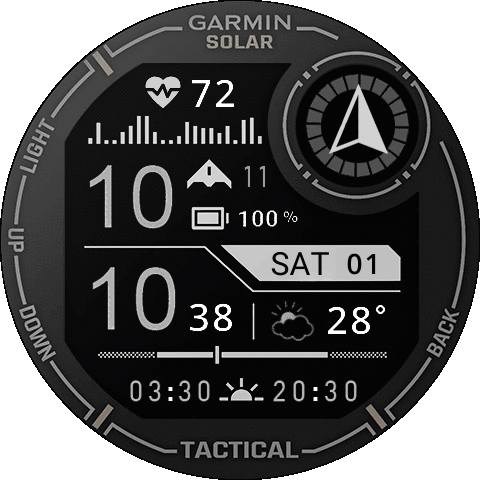 GARMIN
SOLAR
LIGHT
UP
DOWN
BACK
72
10
11
100 %
SAT 01
10
38
28°
03:30
20:30
TACTICAL